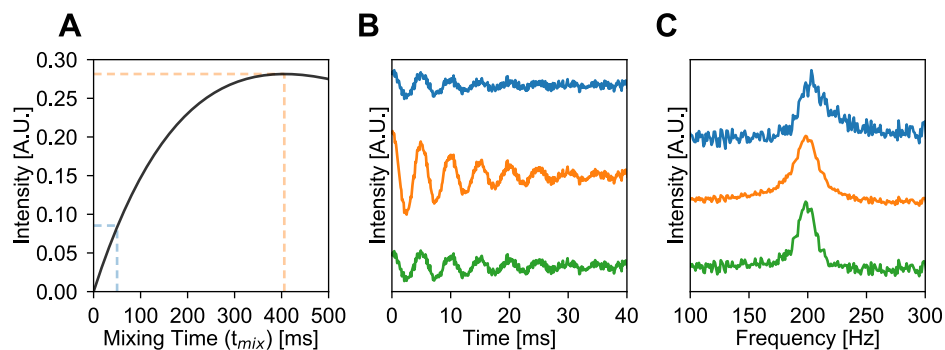 A
B
C
0.30
0.25
0.20
0.15
0.10
0.05
0.00
Intensity [A.U.]
0 100 200 300 400 500
Mixing Time (tmix) [ms]
Intensity [A.U.]
0 10 20 30 40
Time [ms]
Intensity [A.U.]
100 150 200 250 300
Frequency [Hz]